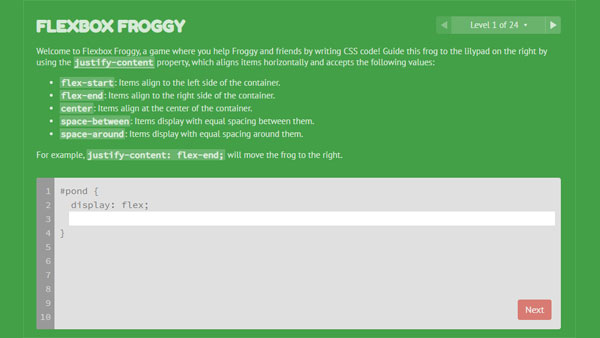 FLEXBOX FROGGY
◀ Level 1 of 24 ▾ ▶
Welcome to Flexbox Froggy, a game where you help Froggy and friends by writing CSS code! Guide this frog to the lilypad on the right by
using the justify-content property, which aligns items horizontally and accepts the following values:
• flex-start: Items align to the left side of the container.
• flex-end: Items align to the right side of the container.
• center: Items align at the center of the container.
• space-between: Items display with equal spacing between them.
• space-around: Items display with equal spacing around them.
For example, justify-content: flex-end; will move the frog to the right.
1 #pond {
2 display: flex;
3
4 }
5
6
7
8
9
10
Next